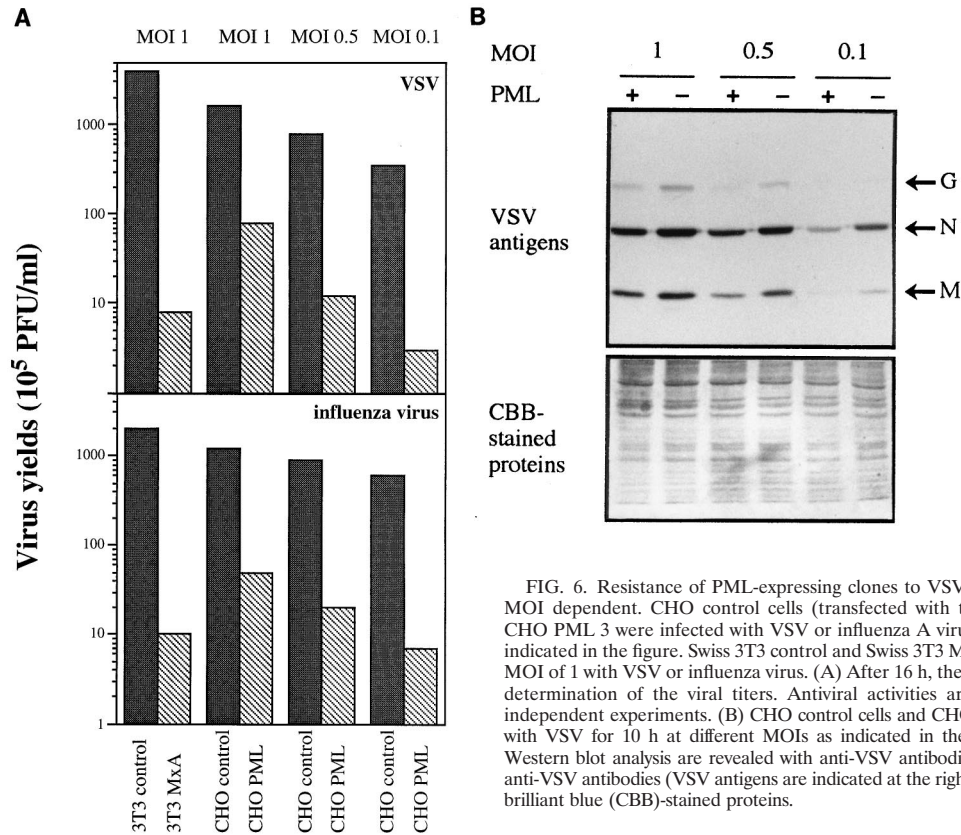 A
MOI 1 MOI 1 MOI 0.5 MOI 0.1
VSV
1000
100
10
influenza virus
1000
100
10
1
Virus yields (10⁵ PFU/ml)
3T3 control
3T3 MxA
CHO control
CHO PML
CHO control
CHO PML
CHO control
CHO PML
B
MOI 1 0.5 0.1
PML + − + − + −
VSV
antigens
← G
← N
← M
CBB-
stained
proteins
FIG. 6. Resistance of PML-expressing clones to VSV
MOI dependent. CHO control cells (transfected with t
CHO PML 3 were infected with VSV or influenza A viru
indicated in the figure. Swiss 3T3 control and Swiss 3T3 M
MOI of 1 with VSV or influenza virus. (A) After 16 h, the
determination of the viral titers. Antiviral activities ar
independent experiments. (B) CHO control cells and CHO
with VSV for 10 h at different MOIs as indicated in the
Western blot analysis are revealed with anti-VSV antibodi
anti-VSV antibodies (VSV antigens are indicated at the righ
brilliant blue (CBB)-stained proteins.